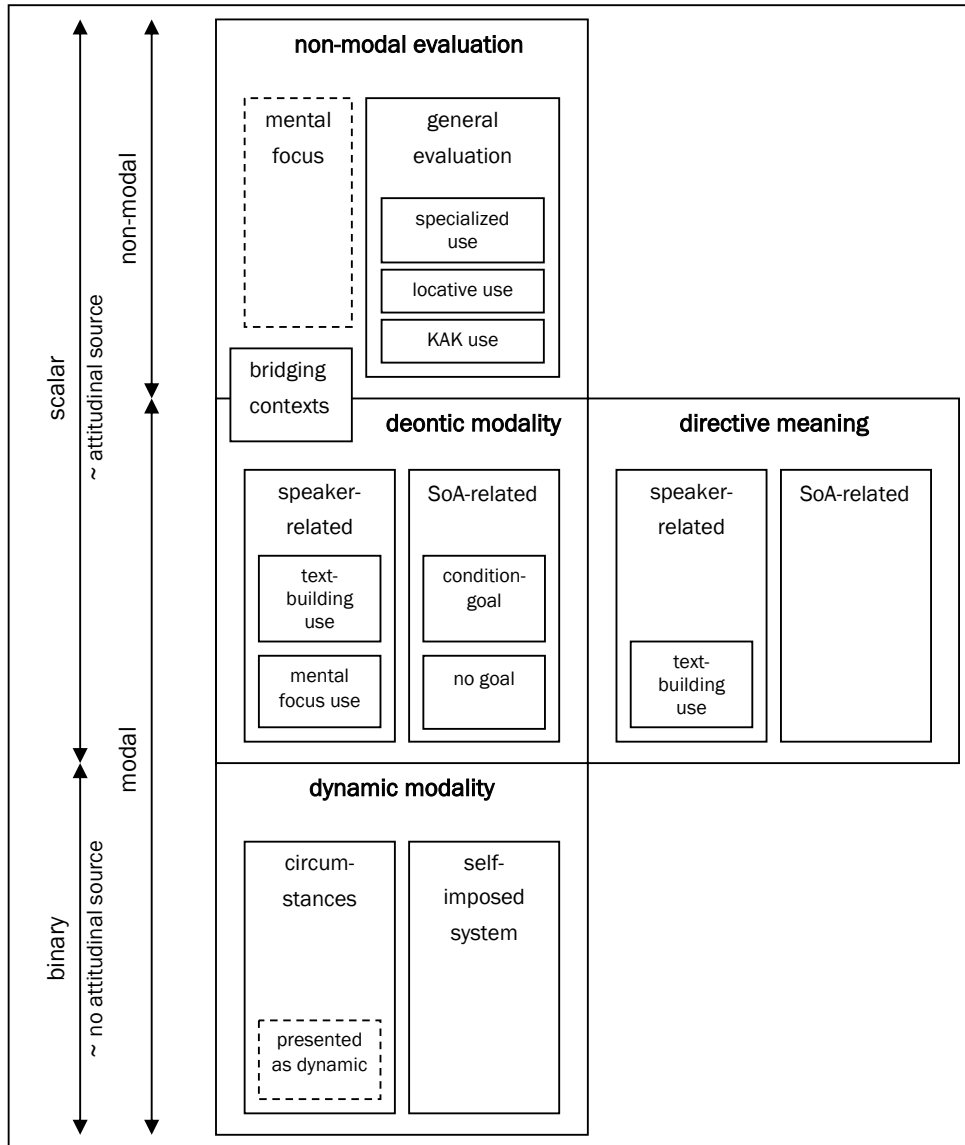 non-modal evaluation
mental
focus
general
evaluation
specialized
use
locative use
KAK use
bridging
contexts
non-modal
scalar
~ attitudinal source
deontic modality
speaker-
related
text-
building
use
mental
focus use
SoA-related
condition-
goal
no goal
directive meaning
speaker-
related
text-
building
use
SoA-related
modal
dynamic modality
circum-
stances
presented
as dynamic
self-
imposed
system
binary
~ no attitudinal source